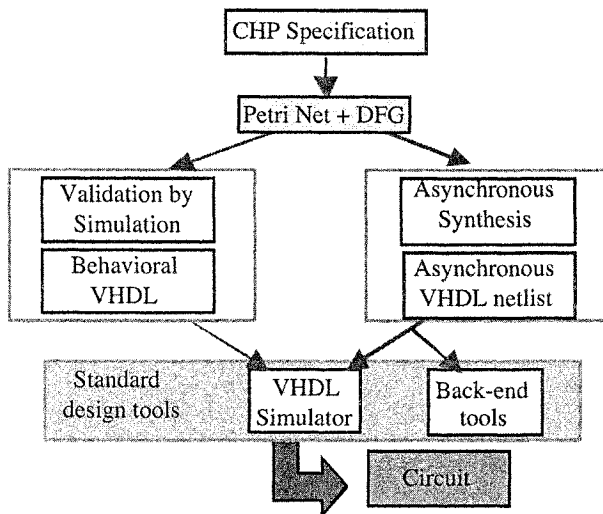 CHP Specification
Petri Net + DFG
Validation by
Simulation
Behavioral
VHDL
Asynchronous
Synthesis
Asynchronous
VHDL netlist
Standard
design tools
VHDL
Simulator
Back-end
tools
Circuit